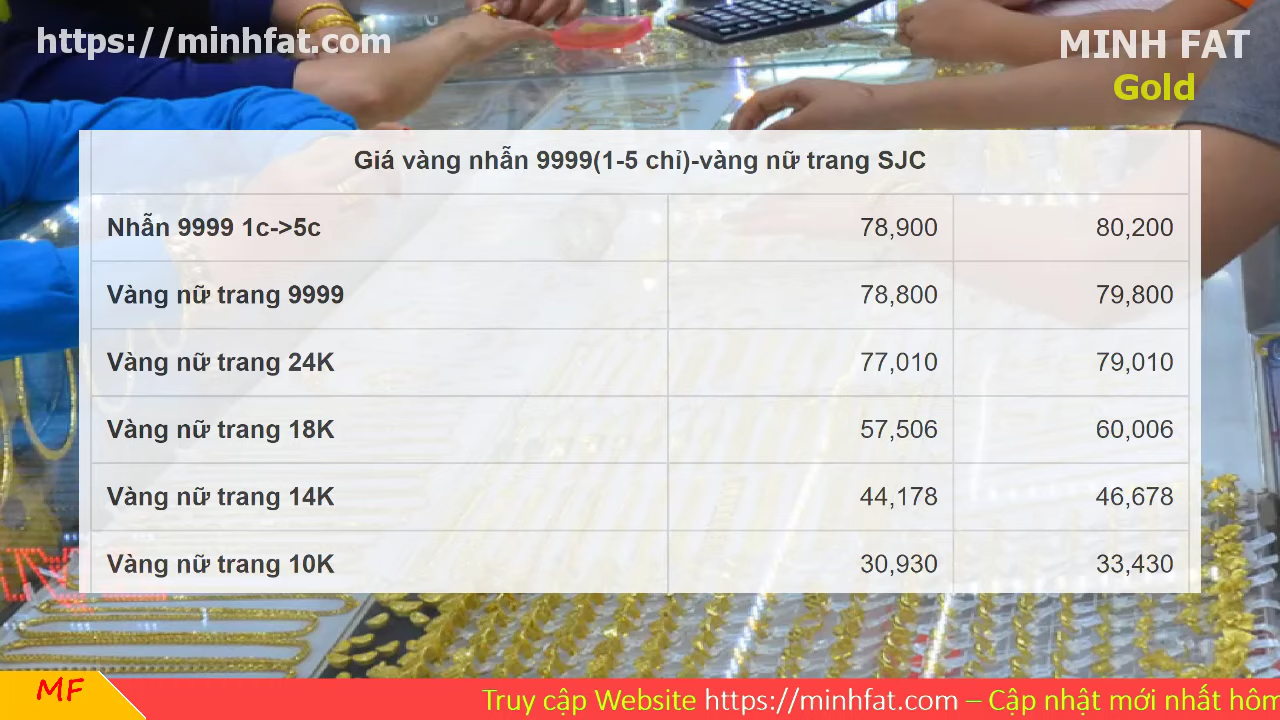 https://minhfat.com
MINH FAT
Gold
Giá vàng nhẫn 9999(1-5 chỉ)-vàng nữ trang SJC
Nhẫn 9999 1c->5c 78,900 80,200
Vàng nữ trang 9999 78,800 79,800
Vàng nữ trang 24K 77,010 79,010
Vàng nữ trang 18K 57,506 60,006
Vàng nữ trang 14K 44,178 46,678
Vàng nữ trang 10K 30,930 33,430
MF
Truy cập Website https://minhfat.com – Cập nhật mới nhất hôm